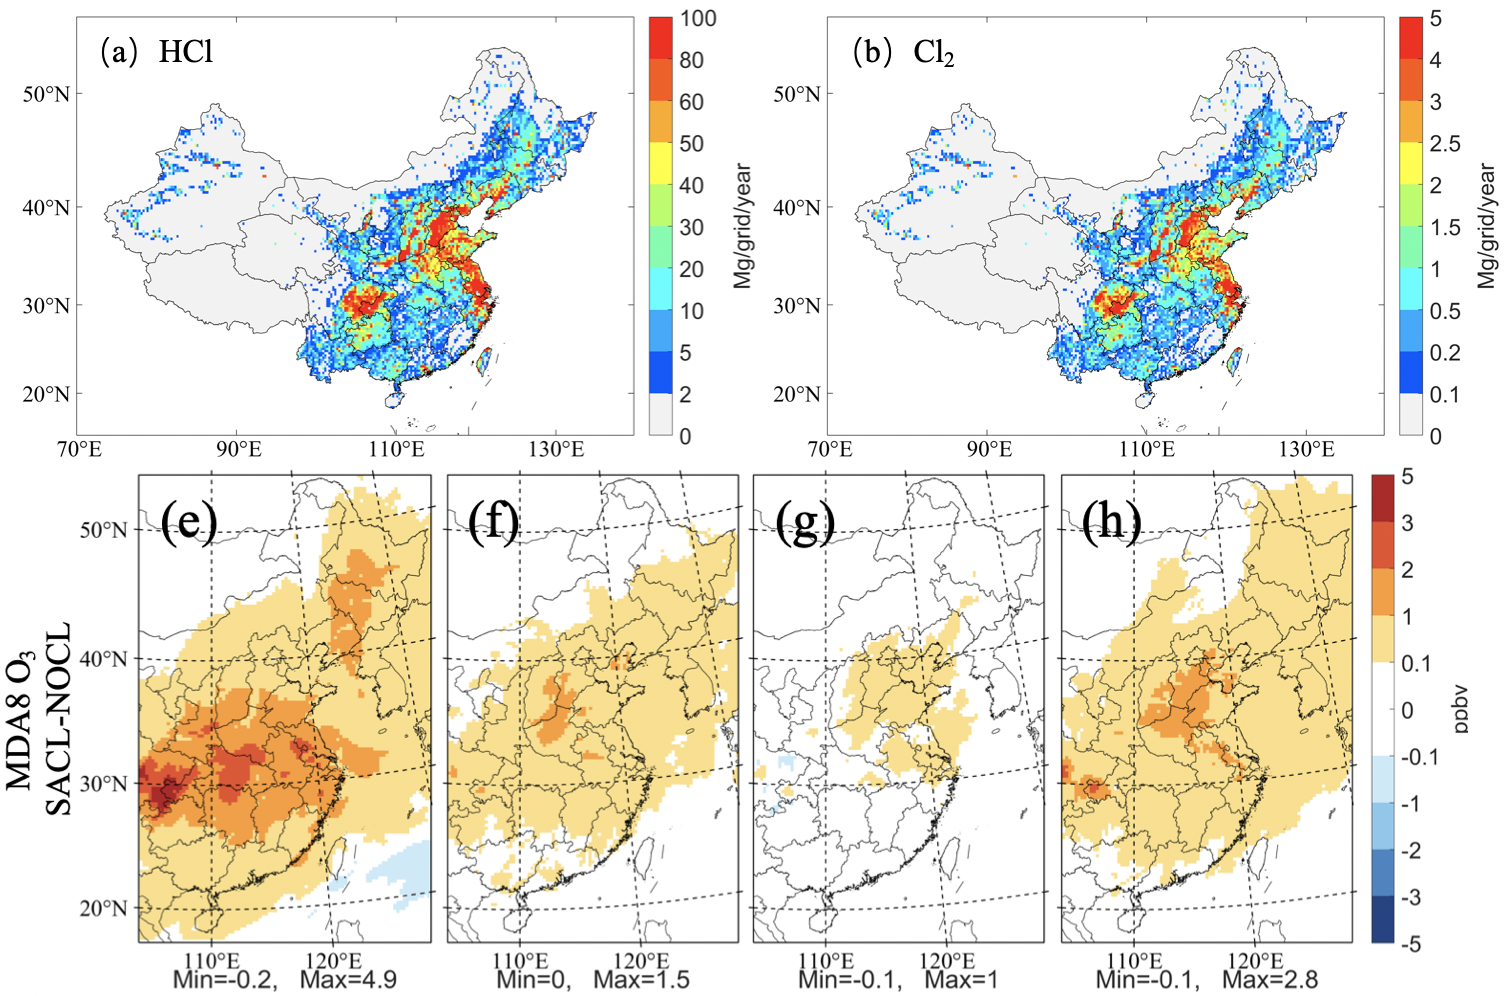 (a) HCl
50°N
40°N
30°N
20°N
70°E
90°E
110°E
130°E
100
80
60
50
40
30
20
10
5
2
0
Mg/grid/year
(b) Cl₂
50°N
40°N
30°N
20°N
70°E
90°E
110°E
130°E
5
4
3
2.5
2
1.5
1
0.5
0.2
0.1
0
Mg/grid/year
MDA8 O₃
SACL-NOCL
50°N
40°N
30°N
20°N
(e)
110°E
120°E
Min=-0.2, Max=4.9
(f)
110°E
120°E
Min=0, Max=1.5
(g)
110°E
120°E
Min=-0.1, Max=1
(h)
110°E
120°E
Min=-0.1, Max=2.8
5
3
2
1
0.1
0
-0.1
-1
-2
-3
-5
ppbv